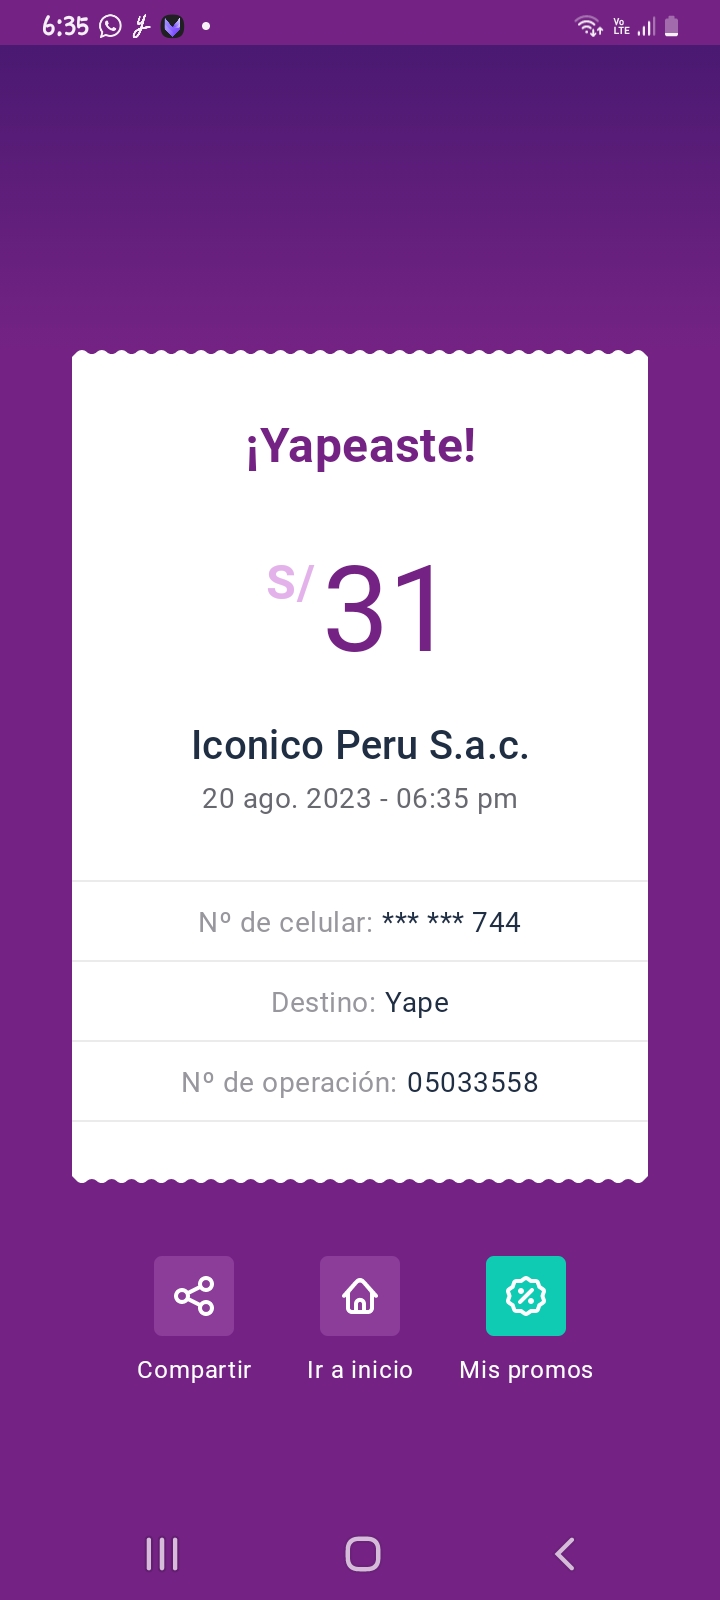 6:35
Vo
LTE
¡Yapeaste!
S/ 31
Iconico Peru S.a.c.
20 ago. 2023 - 06:35 pm
Nº de celular: *** *** 744
Destino: Yape
Nº de operación: 05033558
Compartir Ir a inicio Mis promos